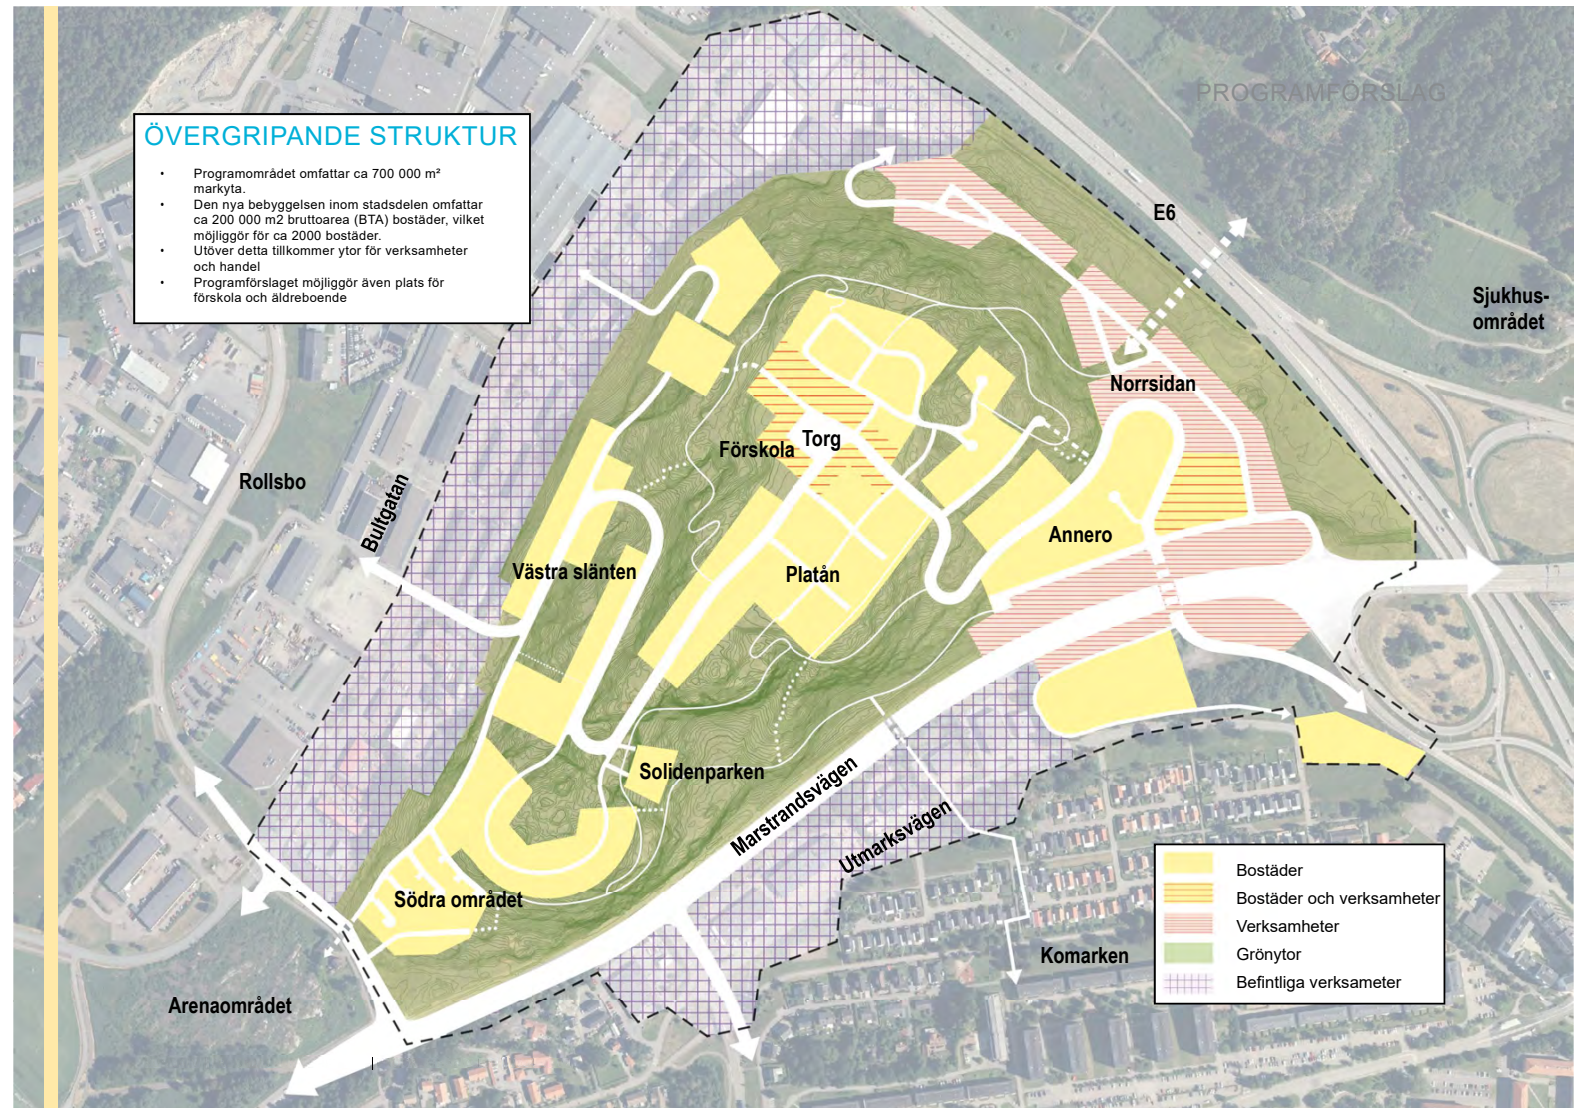 PROGRAMFÖRSLAG
ÖVERGRIPANDE STRUKTUR
• Programområdet omfattar ca 700 000 m²
markyta.
• Den nya bebyggelsen inom stadsdelen omfattar
ca 200 000 m2 bruttoarea (BTA) bostäder, vilket
möjliggör för ca 2000 bostäder.
• Utöver detta tillkommer ytor för verksamheter
och handel
• Programförslaget möjliggör även plats för
förskola och äldreboende
E6
Sjukhus-
området
Norrsidan
Torg
Förskola
Rollsbo
Bultgatan
Annero
Västra slänten
Platån
Solidenparken
Marstrandsvägen
Utmarksvägen
Södra området
Komarken
Arenaområdet
Bostäder
Bostäder och verksamheter
Verksamheter
Grönytor
Befintliga verksameter